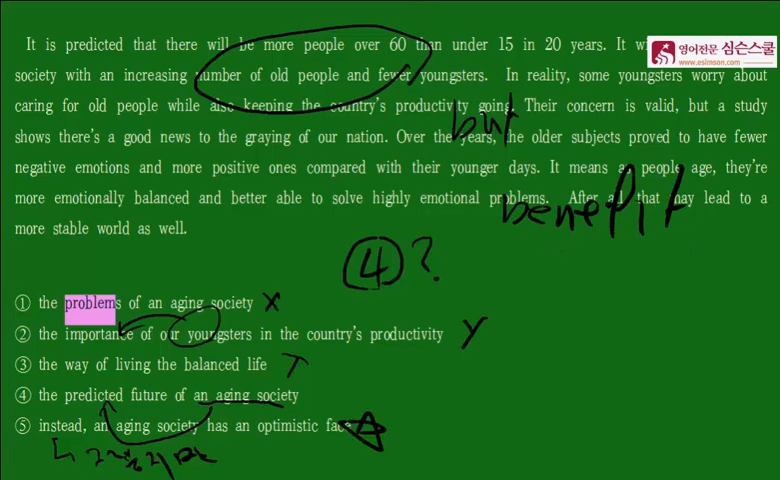 It is predicted that there will be more people over 60 than under 15 in 20 years. It wi
영어전문 심슨스쿨
www.esimson.com
society with an increasing number of old people and fewer youngsters. In reality, some youngsters worry about
caring for old people while also keeping the country's productivity going. Their concern is valid, but a study
but
shows there's a good news to the graying of our nation. Over the years, the older subjects proved to have fewer
negative emotions and more positive ones compared with their younger days. It means as people age, they're
more emotionally balanced and better able to solve highly emotional problems. After all that may lead to a
benefit
more stable world as well.
④?
① the problems of an aging society X
② the importance of our youngsters in the country's productivity
③ the way of living the balanced life
④ the predicted future of an aging society
⑤ instead, an aging society has an optimistic face